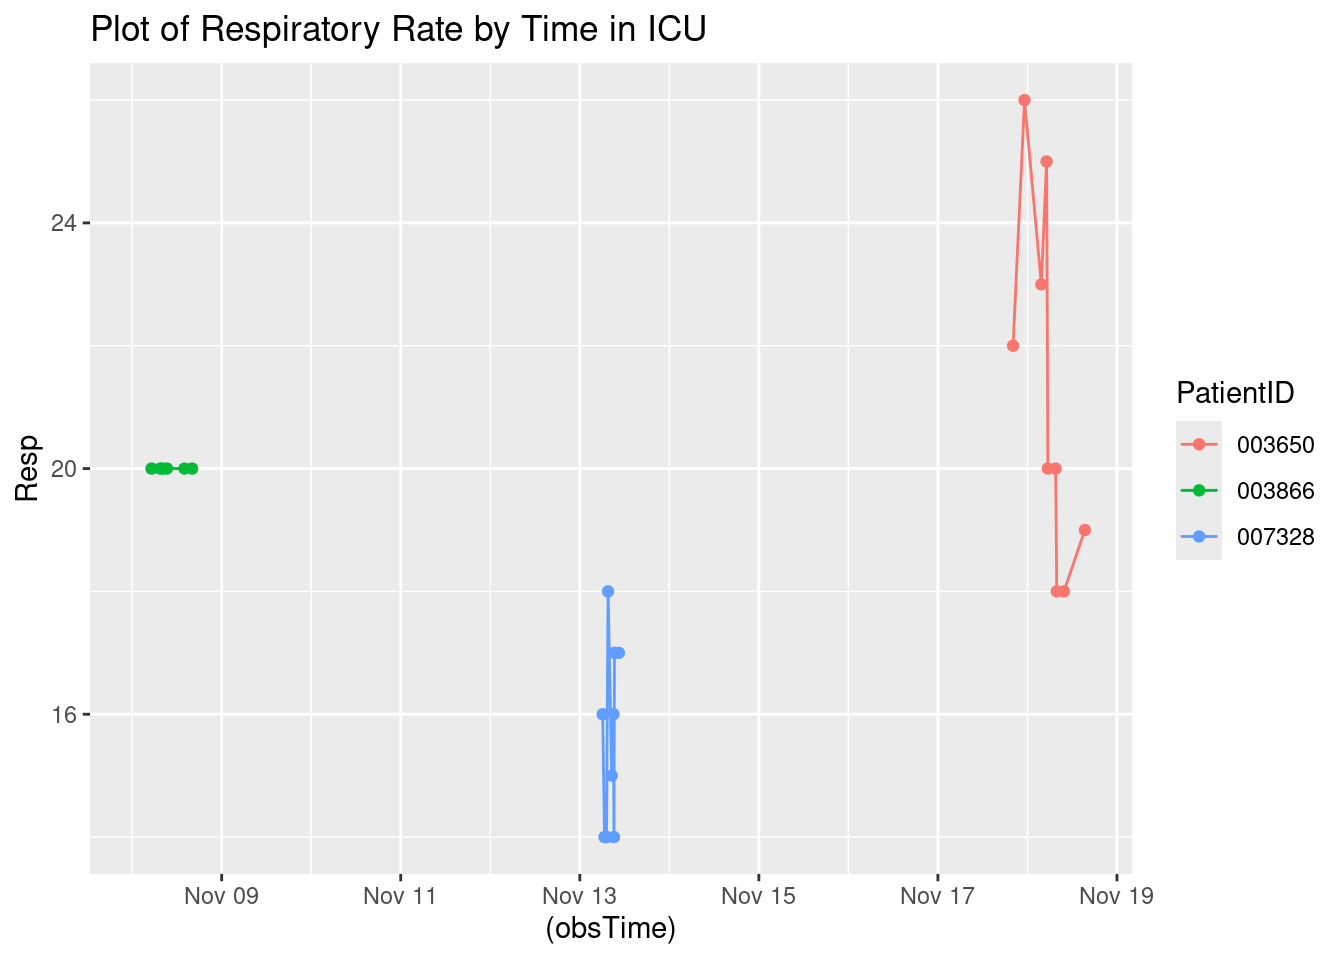 Plot of Respiratory Rate by Time in ICU
24
20
16
Resp
Nov 09 Nov 11 Nov 13 Nov 15 Nov 17 Nov 19
(obsTime)
PatientID
003650
003866
007328